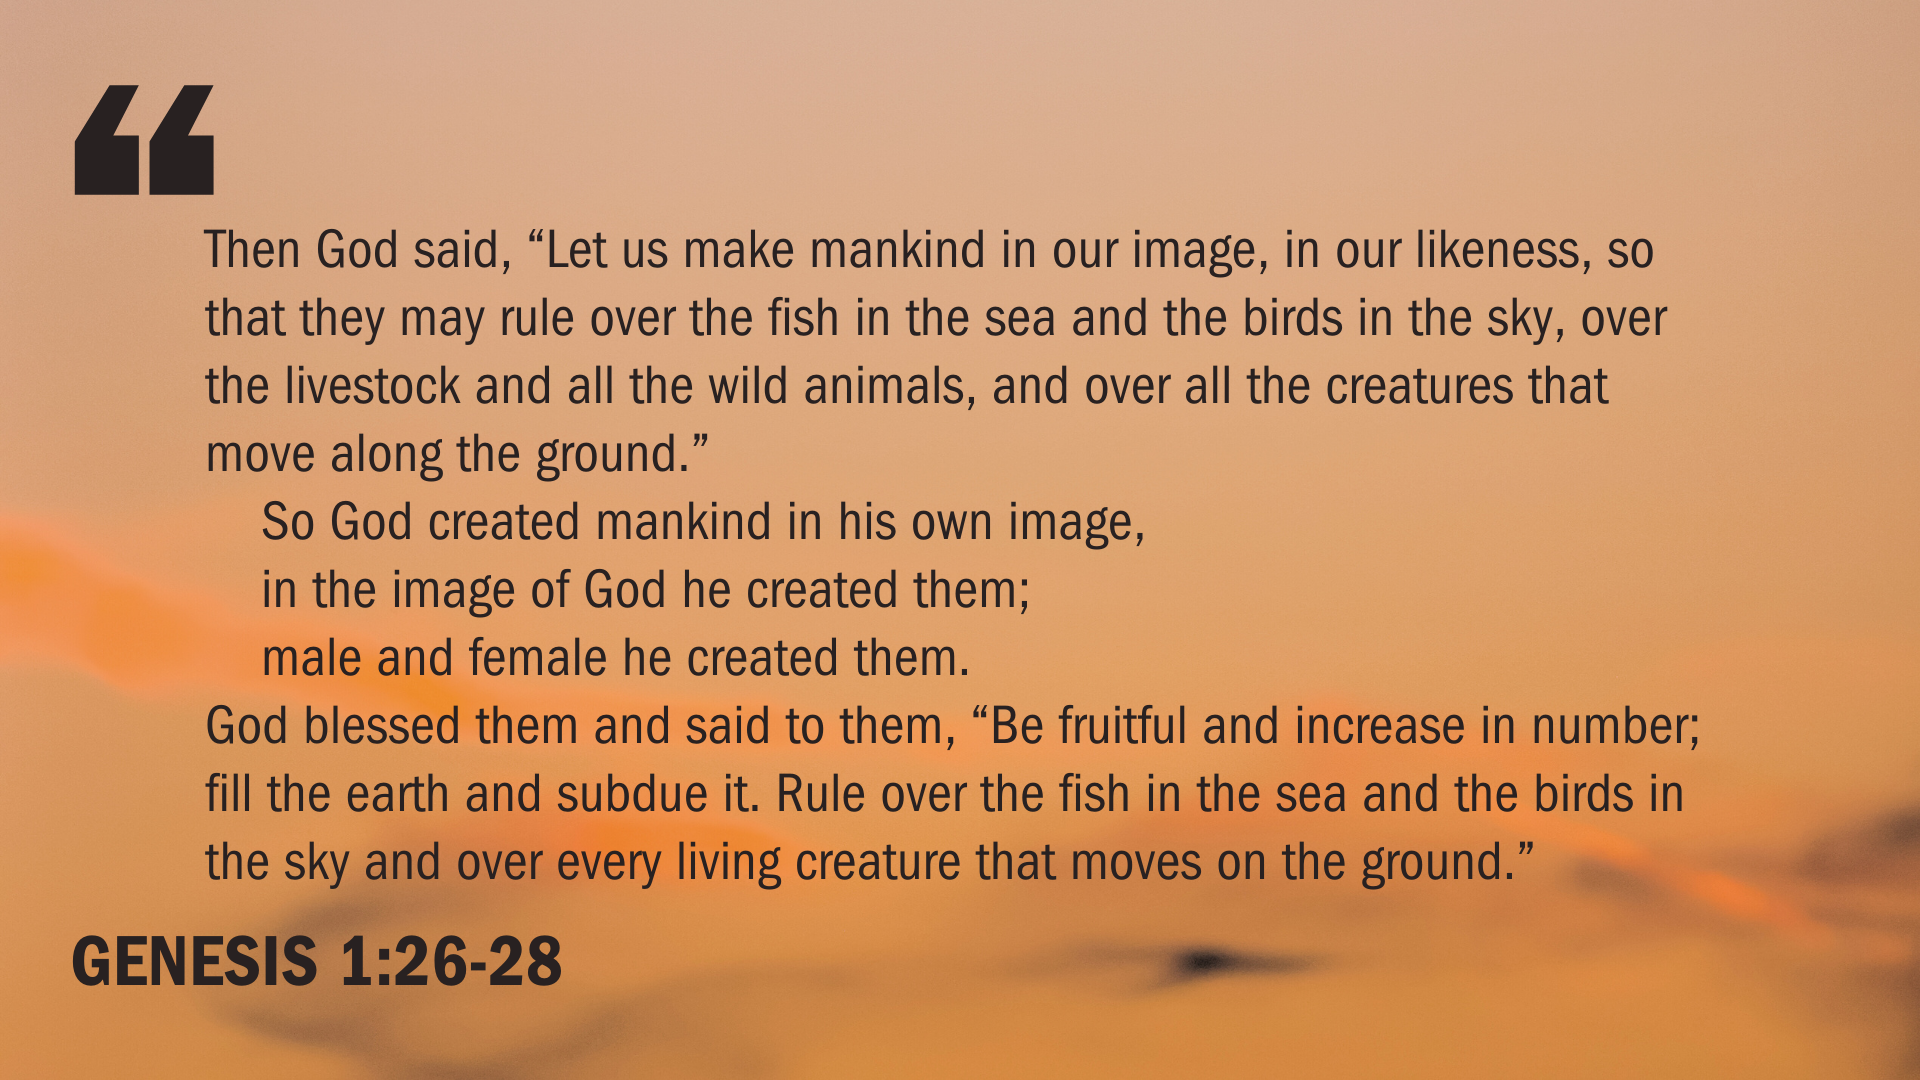 “
Then God said, “Let us make mankind in our image, in our likeness, so
that they may rule over the fish in the sea and the birds in the sky, over
the livestock and all the wild animals, and over all the creatures that
move along the ground.”
So God created mankind in his own image,
in the image of God he created them;
male and female he created them.
God blessed them and said to them, “Be fruitful and increase in number;
fill the earth and subdue it. Rule over the fish in the sea and the birds in
the sky and over every living creature that moves on the ground.”
GENESIS 1:26-28